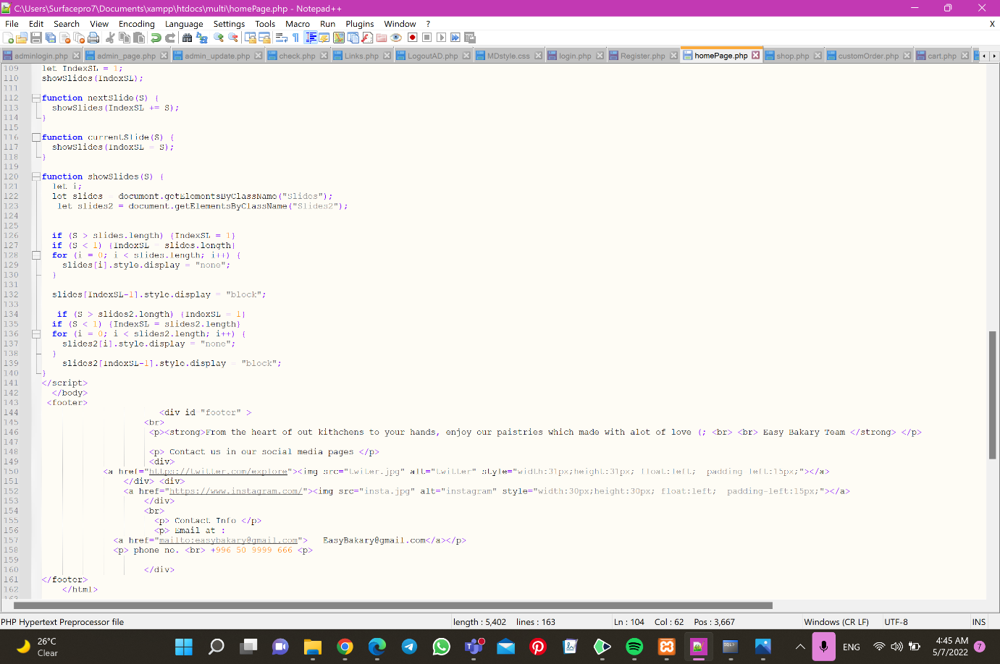 C:\Users\Surfacepro7\Documents\xampp\htdocs\multi\homePage.php - Notepad++
File Edit Search View Encoding Language Settings Tools Macro Run Plugins Window ? X
adminlogin.php admin_page.php admin_update.php check.php Links.php LogoutAD.php MDstyle.css login.php Register.php homePage.php shop.php customOrder.php cart.php
109 let IndexSL = 1;
110 showSlides(IndexSL);
111
112 function nextSlide(S) {
113 showSlides(IndexSL += S);
114 }
115
116 function currentSlide(S) {
117 showSlides(IndexSL = S);
118 }
119
120 function showSlides(S) {
121 let i;
122 let slides = document.getElementsByClassName("Slides");
123 let slides2 = document.getElementsByClassName("Slides2");
124
125
126 if (S > slides.length) {IndexSL = 1}
127 if (S < 1) {IndexSL = slides.length}
128 for (i = 0; i < slides.length; i++) {
129 slides[i].style.display = "none";
130 }
131
132 slides[IndexSL-1].style.display = "block";
133
134 if (S > slides2.length) {IndexSL = 1}
135 if (S < 1) {IndexSL = slides2.length}
136 for (i = 0; i < slides2.length; i++) {
137 slides2[i].style.display = "none";
138 }
139 slides2[IndexSL-1].style.display = "block";
140 }
141 </script>
142 </body>
143 <footer>
144 <div id "footer" >
145 <br>
146 <p><strong>From the heart of out kithchens to your hands, enjoy our paistries which made with alot of love (; <br> <br> Easy Bakary Team </strong> </p>
147
148 <p> Contact us in our social media pages </p>
149 <div>
150 <a href="https://twitter.com/explore"><img src="twiter.jpg" alt="twitter" style="width:31px;height:31px; float:left; padding-left:15px;"></a>
151 </div> <div>
152 <a href="https://www.instagram.com/"><img src="insta.jpg" alt="instagram" style="width:30px;height:30px; float:left; padding-left:15px;"></a>
153 </div>
154 <br>
155 <p> Contact Info </p>
156 <p> Email at :
157 <a href="mailto:easybakary@gmail.com"> EasyBakary@gmail.com</a></p>
158 <p> phone no. <br> +996 50 9999 666 <p>
159
160 </div>
161 </footer>
162 </html>
163
PHP Hypertext Preprocessor file length : 5,402 lines : 163 Ln : 104 Col : 62 Pos : 3,667 Windows (CR LF) UTF-8 INS
26°C
Clear
ENG
4:45 AM
5/7/2022
7